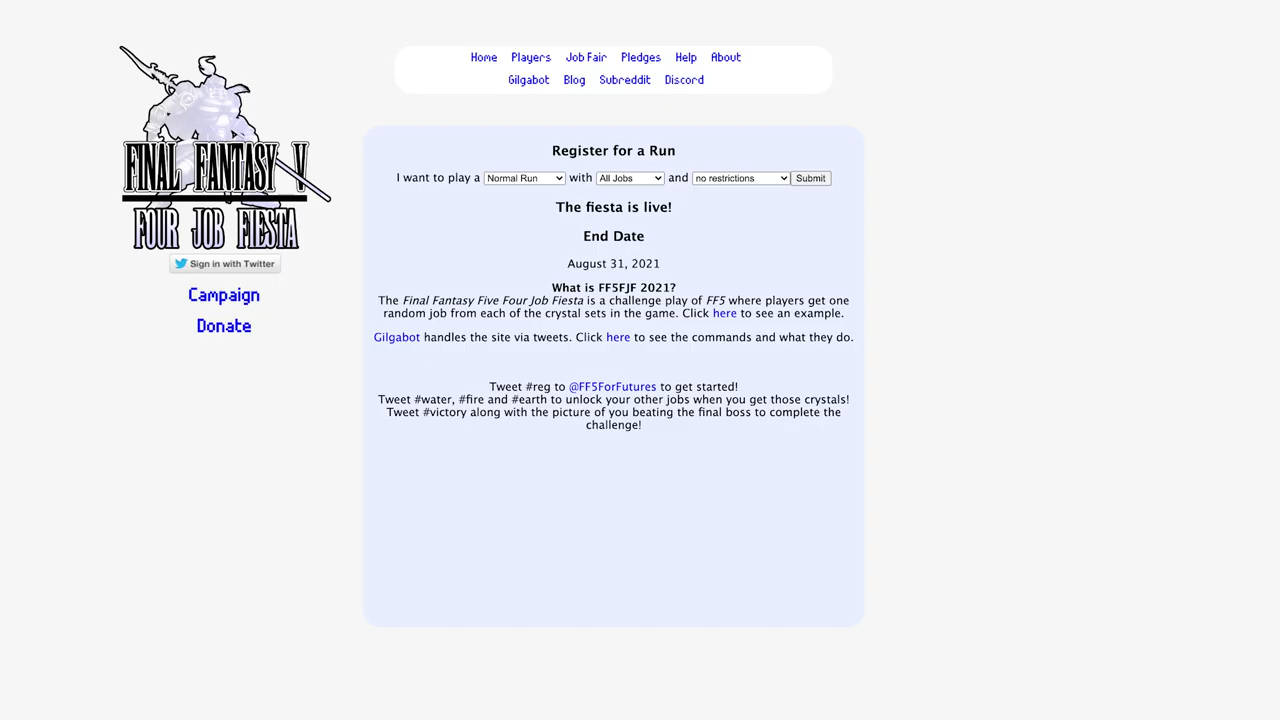 Home Players Job Fair Pledges Help About
Gilgabot Blog Subreddit Discord
FINAL FANTASY V
FOUR JOB FIESTA
Sign in with Twitter
Campaign
Donate
Register for a Run
I want to play a Normal Run with All Jobs and no restrictions Submit
The fiesta is live!
End Date
August 31, 2021
What is FF5FJF 2021?
The Final Fantasy Five Four Job Fiesta is a challenge play of FF5 where players get one
random job from each of the crystal sets in the game. Click here to see an example.
Gilgabot handles the site via tweets. Click here to see the commands and what they do.
Tweet #reg to @FF5ForFutures to get started!
Tweet #water, #fire and #earth to unlock your other jobs when you get those crystals!
Tweet #victory along with the picture of you beating the final boss to complete the
challenge!